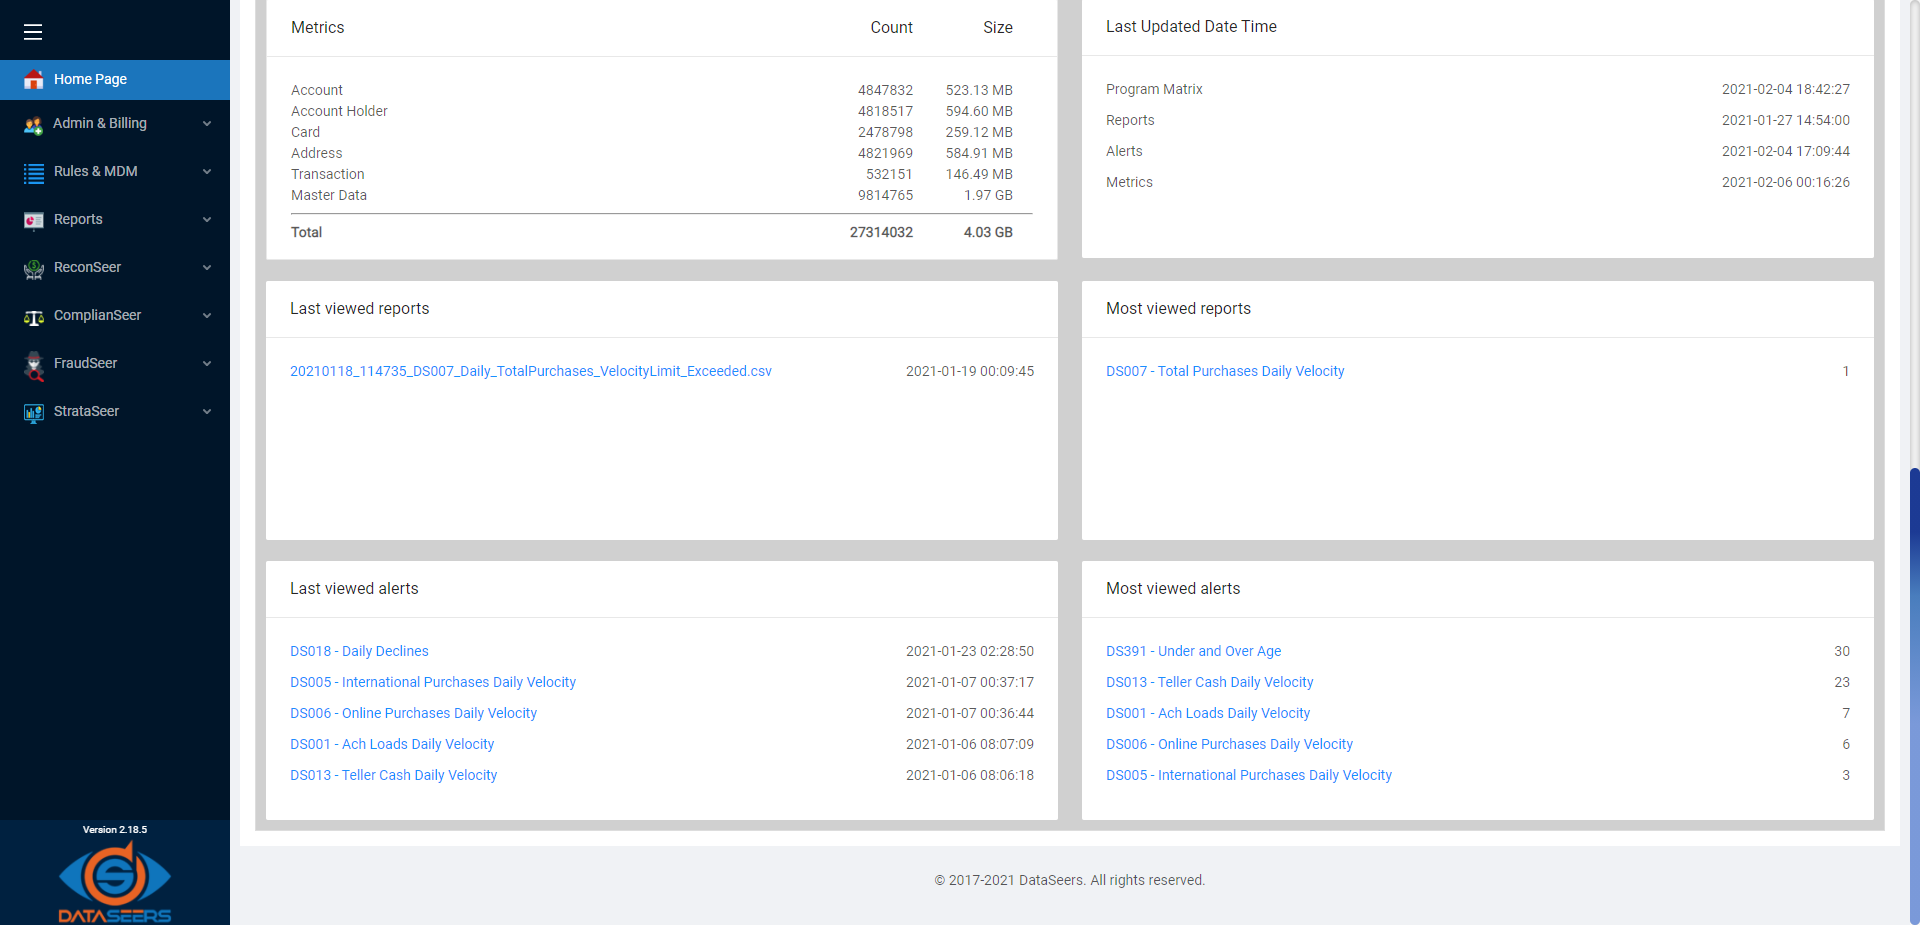 Home Page
Admin & Billing
Rules & MDM
Reports
ReconSeer
ComplianSeer
FraudSeer
StrataSeer
Version 2.18.5
DATASEERS
Metrics Count Size
Account 4847832 523.13 MB
Account Holder 4818517 594.60 MB
Card 2478798 259.12 MB
Address 4821969 584.91 MB
Transaction 532151 146.49 MB
Master Data 9814765 1.97 GB
Total 27314032 4.03 GB
Last Updated Date Time
Program Matrix 2021-02-04 18:42:27
Reports 2021-01-27 14:54:00
Alerts 2021-02-04 17:09:44
Metrics 2021-02-06 00:16:26
Last viewed reports
20210118_114735_DS007_Daily_TotalPurchases_VelocityLimit_Exceeded.csv 2021-01-19 00:09:45
Most viewed reports
DS007 - Total Purchases Daily Velocity 1
Last viewed alerts
DS018 - Daily Declines 2021-01-23 02:28:50
DS005 - International Purchases Daily Velocity 2021-01-07 00:37:17
DS006 - Online Purchases Daily Velocity 2021-01-07 00:36:44
DS001 - Ach Loads Daily Velocity 2021-01-06 08:07:09
DS013 - Teller Cash Daily Velocity 2021-01-06 08:06:18
Most viewed alerts
DS391 - Under and Over Age 30
DS013 - Teller Cash Daily Velocity 23
DS001 - Ach Loads Daily Velocity 7
DS006 - Online Purchases Daily Velocity 6
DS005 - International Purchases Daily Velocity 3
© 2017-2021 DataSeers. All rights reserved.